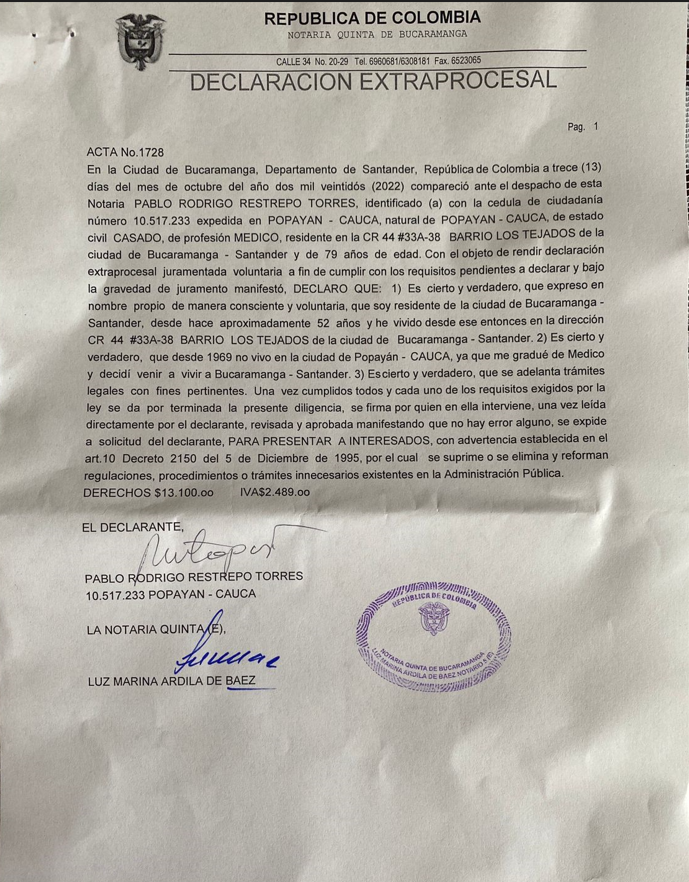 REPUBLICA DE COLOMBIA
NOTARIA QUINTA DE BUCARAMANGA
CALLE 34 No. 20-29 Tel. 6960681/6308181 Fax. 6523065
DECLARACION EXTRAPROCESAL
Pag. 1
ACTA No.1728
En la Ciudad de Bucaramanga, Departamento de Santander, República de Colombia a trece (13)
días del mes de octubre del año dos mil veintidós (2022) compareció ante el despacho de esta
Notaria PABLO RODRIGO RESTREPO TORRES, identificado (a) con la cedula de ciudadanía
número 10.517.233 expedida en POPAYAN - CAUCA, natural de POPAYAN - CAUCA, de estado
civil CASADO, de profesión MEDICO, residente en la CR 44 #33A-38 BARRIO LOS TEJADOS de la
ciudad de Bucaramanga - Santander y de 79 años de edad. Con el objeto de rendir declaración
extraprocesal juramentada voluntaria a fin de cumplir con los requisitos pendientes a declarar y bajo
la gravedad de juramento manifestó, DECLARO QUE: 1) Es cierto y verdadero, que expreso en
nombre propio de manera consciente y voluntaria, que soy residente de la ciudad de Bucaramanga -
Santander, desde hace aproximadamente 52 años y he vivido desde ese entonces en la dirección
CR 44 #33A-38 BARRIO LOS TEJADOS de la ciudad de Bucaramanga - Santander. 2) Es cierto y
verdadero, que desde 1969 no vivo en la ciudad de Popayán - CAUCA, ya que me gradué de Medico
y decidí venir a vivir a Bucaramanga - Santander. 3) Es cierto y verdadero, que se adelanta trámites
legales con fines pertinentes. Una vez cumplidos todos y cada uno de los requisitos exigidos por la
ley se da por terminada la presente diligencia, se firma por quien en ella interviene, una vez leída
directamente por el declarante, revisada y aprobada manifestando que no hay error alguno, se expide
a solicitud del declarante, PARA PRESENTAR A INTERESADOS, con advertencia establecida en el
art.10 Decreto 2150 del 5 de Diciembre de 1995, por el cual se suprime o se elimina y reforman
regulaciones, procedimientos o trámites innecesarios existentes en la Administración Pública.
DERECHOS $13.100.oo IVA$2.489.oo
EL DECLARANTE,
PABLO RODRIGO RESTREPO TORRES
10.517.233 POPAYAN - CAUCA
LA NOTARIA QUINTA(E),
LUZ MARINA ARDILA DE BAEZ
REPÚBLICA DE COLOMBIA
NOTARIA QUINTA DE BUCARAMANGA
LUZ MARINA ARDILA DE BAEZ NOTARIO 5 (E)